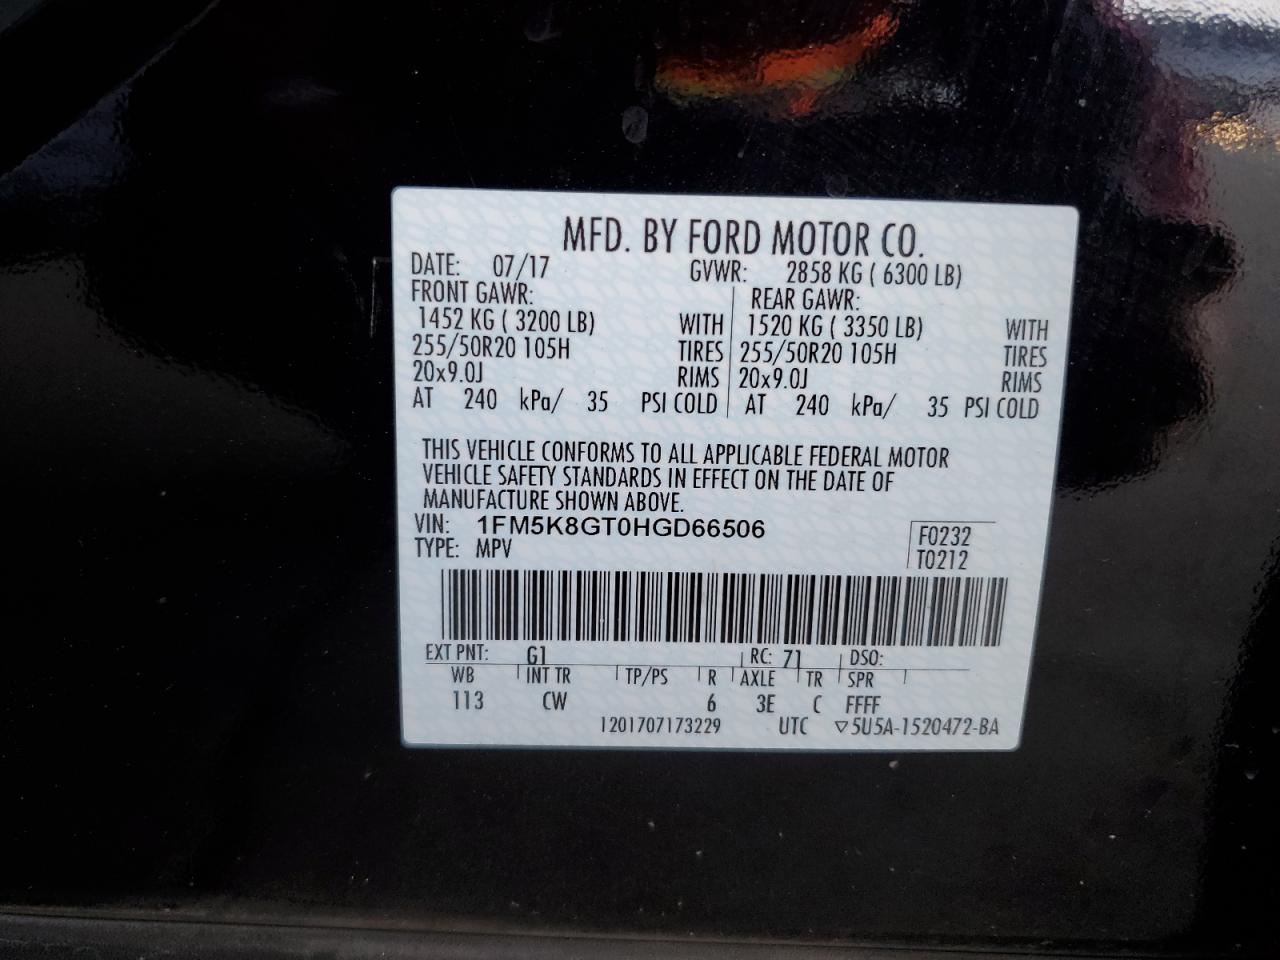 MFD. BY FORD MOTOR CO.
DATE: 07/17 GVWR: 2858 KG ( 6300 LB)
FRONT GAWR: REAR GAWR:
1452 KG ( 3200 LB) WITH 1520 KG ( 3350 LB) WITH
255/50R20 105H TIRES 255/50R20 105H TIRES
20x9.0J RIMS 20x9.0J RIMS
AT 240 kPa/ 35 PSI COLD AT 240 kPa/ 35 PSI COLD
THIS VEHICLE CONFORMS TO ALL APPLICABLE FEDERAL MOTOR
VEHICLE SAFETY STANDARDS IN EFFECT ON THE DATE OF
MANUFACTURE SHOWN ABOVE.
VIN: 1FM5K8GT0HGD66506 F0232
TYPE: MPV T0212
EXT PNT: G1 RC: 71 DSO:
WB INT TR TP/PS R AXLE TR SPR
113 CW 6 3E C FFFF
1201707173229 UTC ▽5U5A-1520472-BA